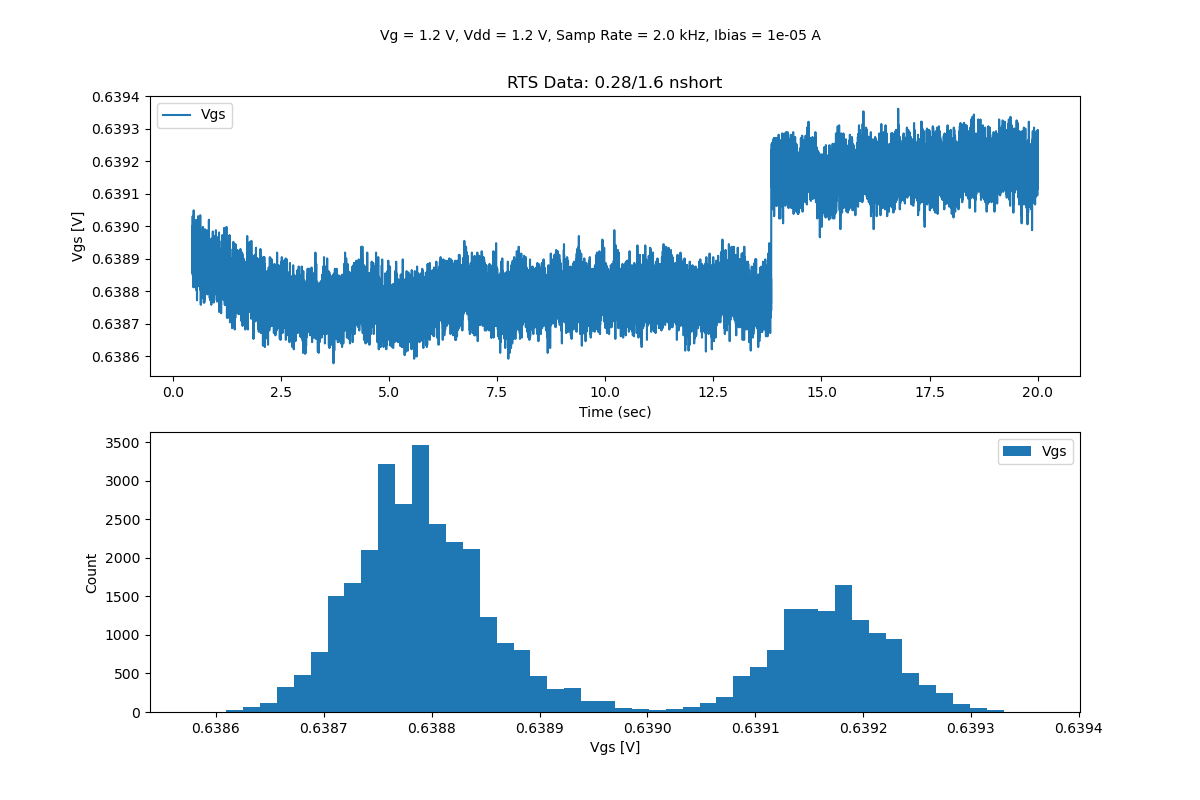 Vg = 1.2 V, Vdd = 1.2 V, Samp Rate = 2.0 kHz, Ibias = 1e-05 A
RTS Data: 0.28/1.6 nshort
Vgs
Vgs [V]
0.6394
0.6393
0.6392
0.6391
0.6390
0.6389
0.6388
0.6387
0.6386
0.0 2.5 5.0 7.5 10.0 12.5 15.0 17.5 20.0
Time (sec)
Vgs
Count
3500
3000
2500
2000
1500
1000
500
0
0.6386 0.6387 0.6388 0.6389 0.6390 0.6391 0.6392 0.6393 0.6394
Vgs [V]